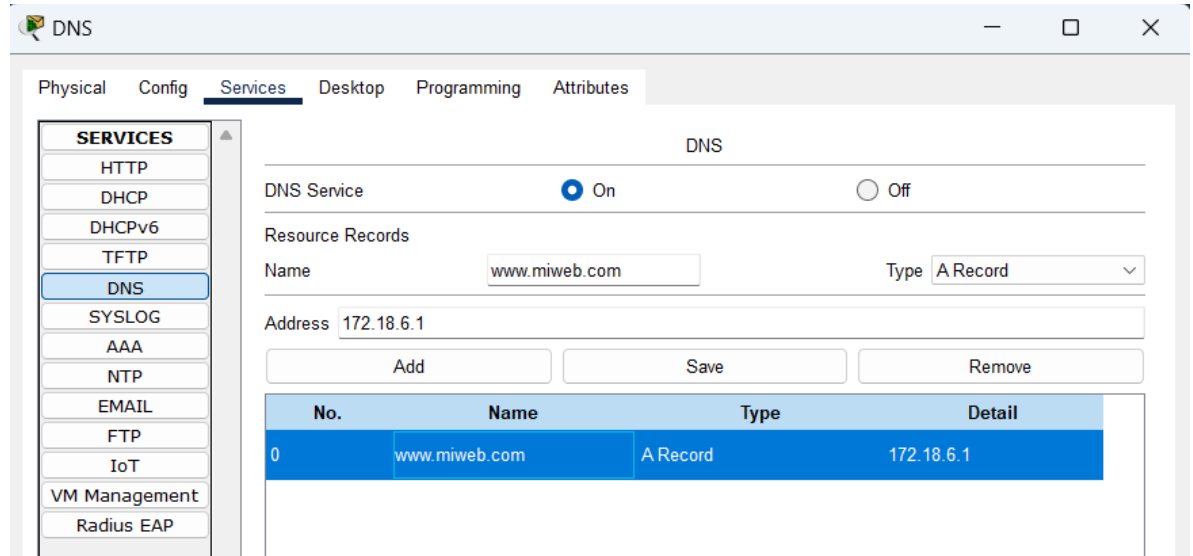 DNS
Physical Config Services Desktop Programming Attributes
SERVICES
HTTP
DHCP
DHCPv6
TFTP
DNS
SYSLOG
AAA
NTP
EMAIL
FTP
IoT
VM Management
Radius EAP
DNS
DNS Service On Off
Resource Records
Name www.miweb.com Type A Record
Address 172.18.6.1
Add Save Remove
No. Name Type Detail
0 www.miweb.com A Record 172.18.6.1